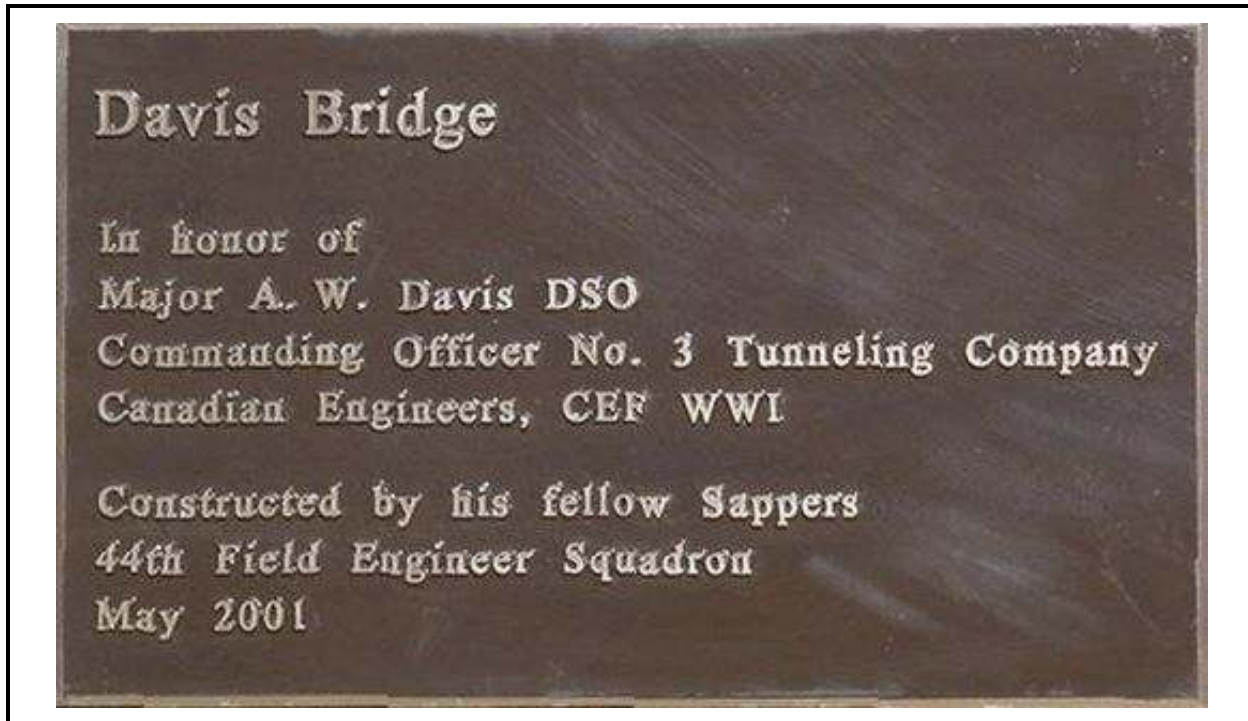 Davis Bridge
In honor of
Major A. W. Davis DSO
Commanding Officer No. 3 Tunneling Company
Canadian Engineers, CEF WWI
Constructed by his fellow Sappers
44th Field Engineer Squadron
May 2001